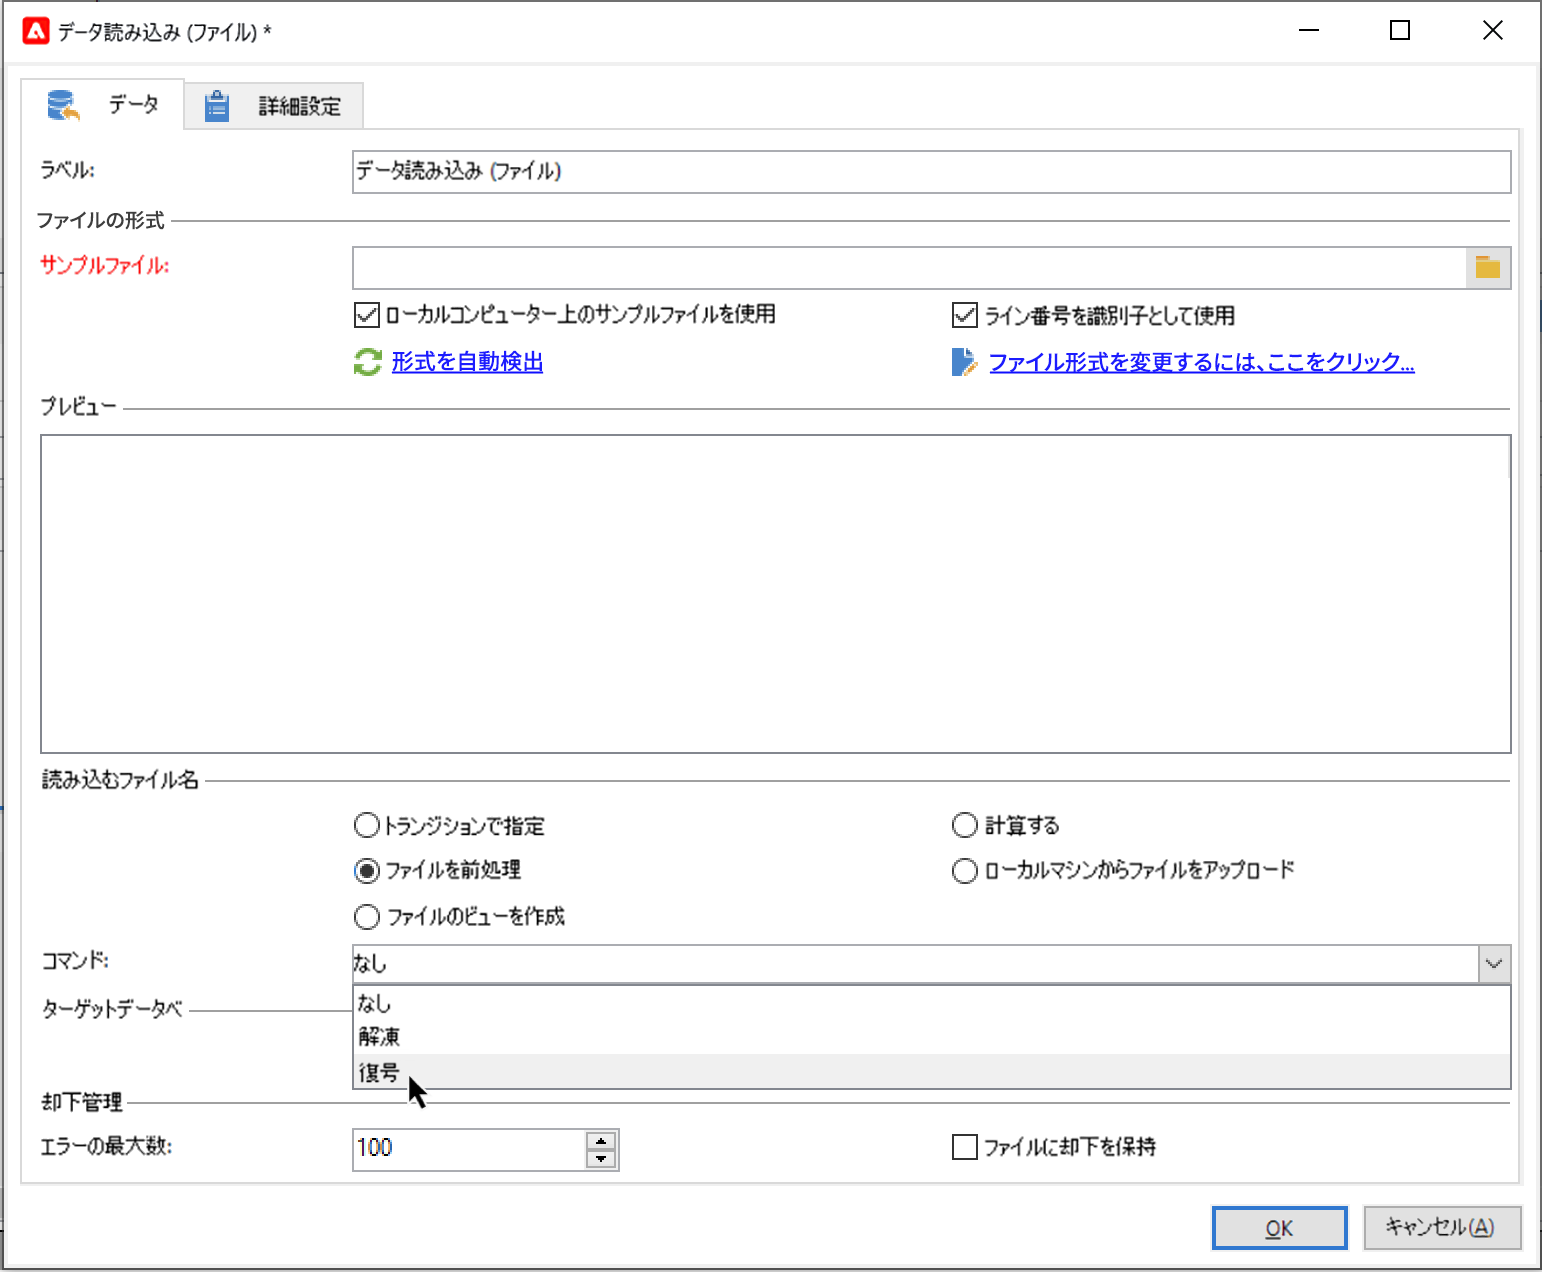 データ読み込み (ファイル) *
データ
詳細設定
ラベル:
データ読み込み (ファイル)
ファイルの形式
サンプルファイル:
ローカルコンピューター上のサンプルファイルを使用
ライン番号を識別子として使用
形式を自動検出
ファイル形式を変更するには、ここをクリック...
プレビュー
読み込むファイル名
トランジションで指定
計算する
ファイルを前処理
ローカルマシンからファイルをアップロード
ファイルのビューを作成
コマンド:
なし
なし
ターゲットデータベ
解凍
復号
却下管理
エラーの最大数:
100
ファイルに却下を保持
OK
キャンセル(A)